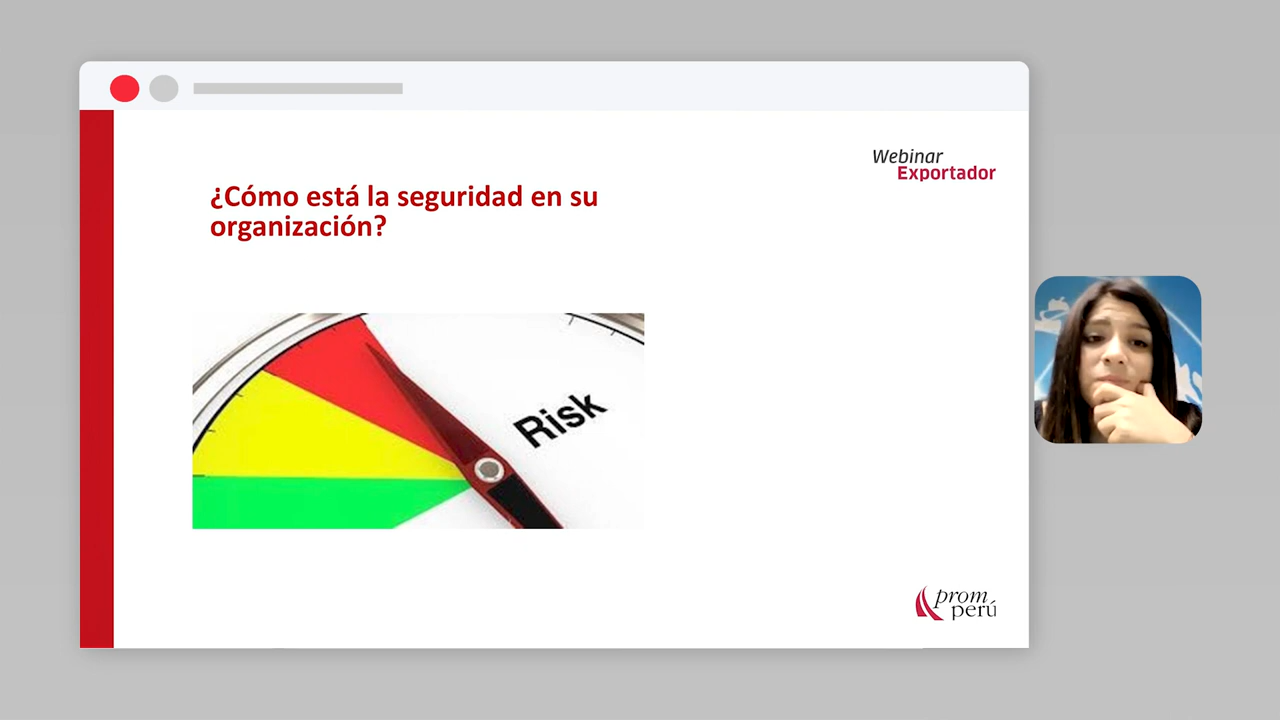 Webinar
Exportador
¿Cómo está la seguridad en su
organización?
Risk
prom
perú